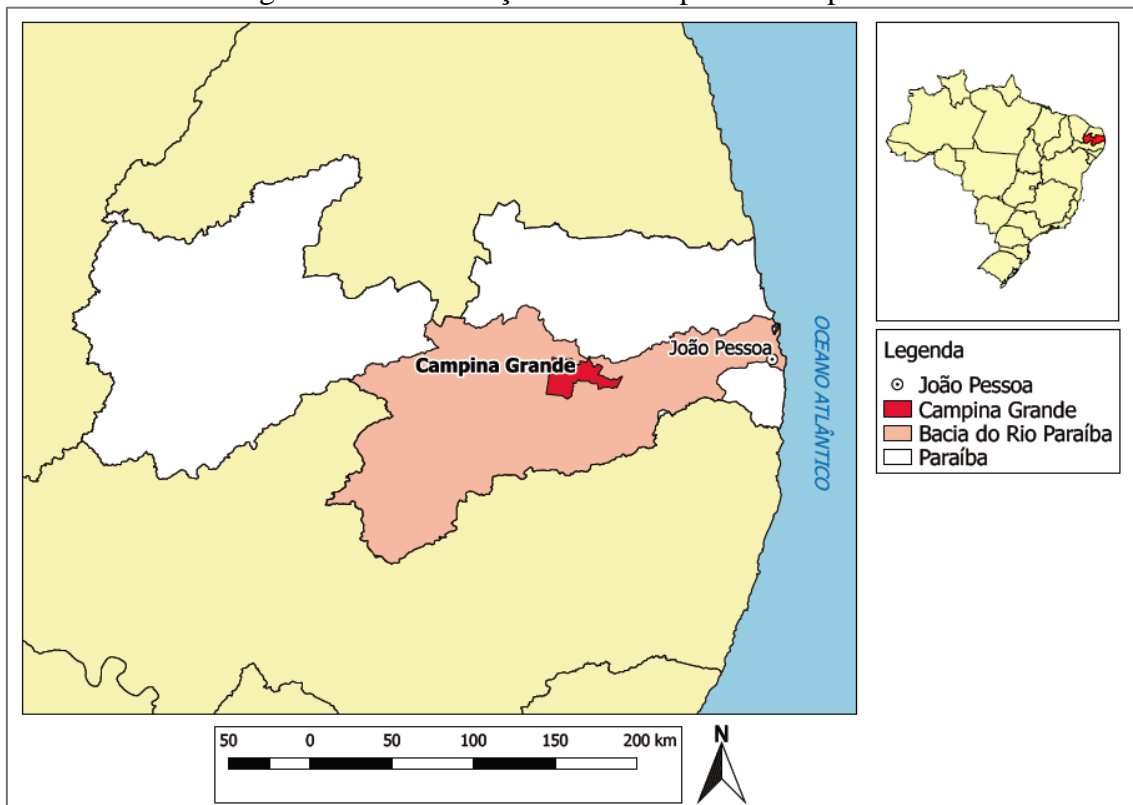 João Pessoa
Campina Grande
OCEANO ATLÂNTICO
Legenda
João Pessoa
Campina Grande
Bacia do Rio Paraíba
Paraíba
50 0 50 100 150 200 km
N